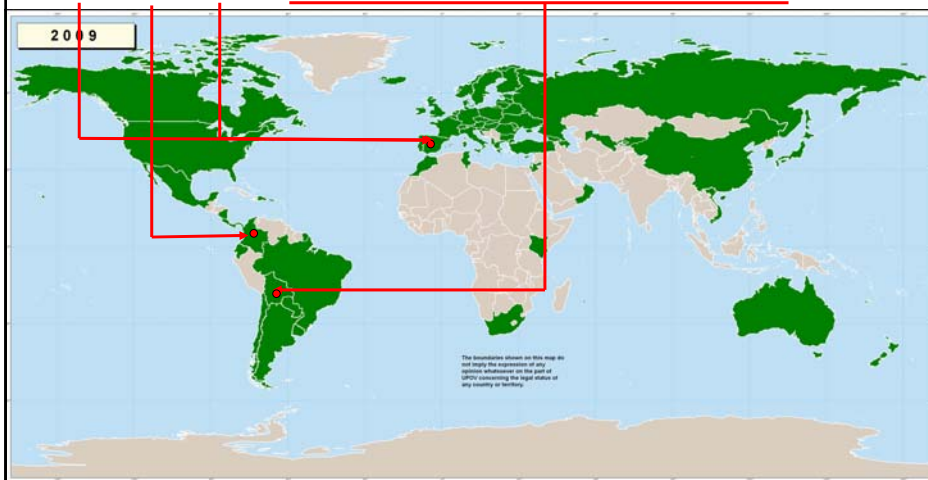 2009
The boundaries shown on this map do
not imply the expression of any
opinion whatsoever on the part of
UPOV concerning the legal status of
any country or territory.